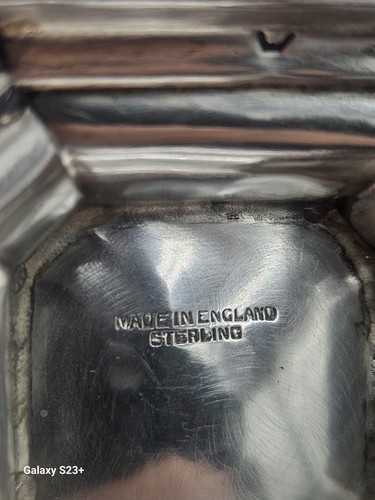 MADE IN ENGLAND
STERLING
Galaxy S23+